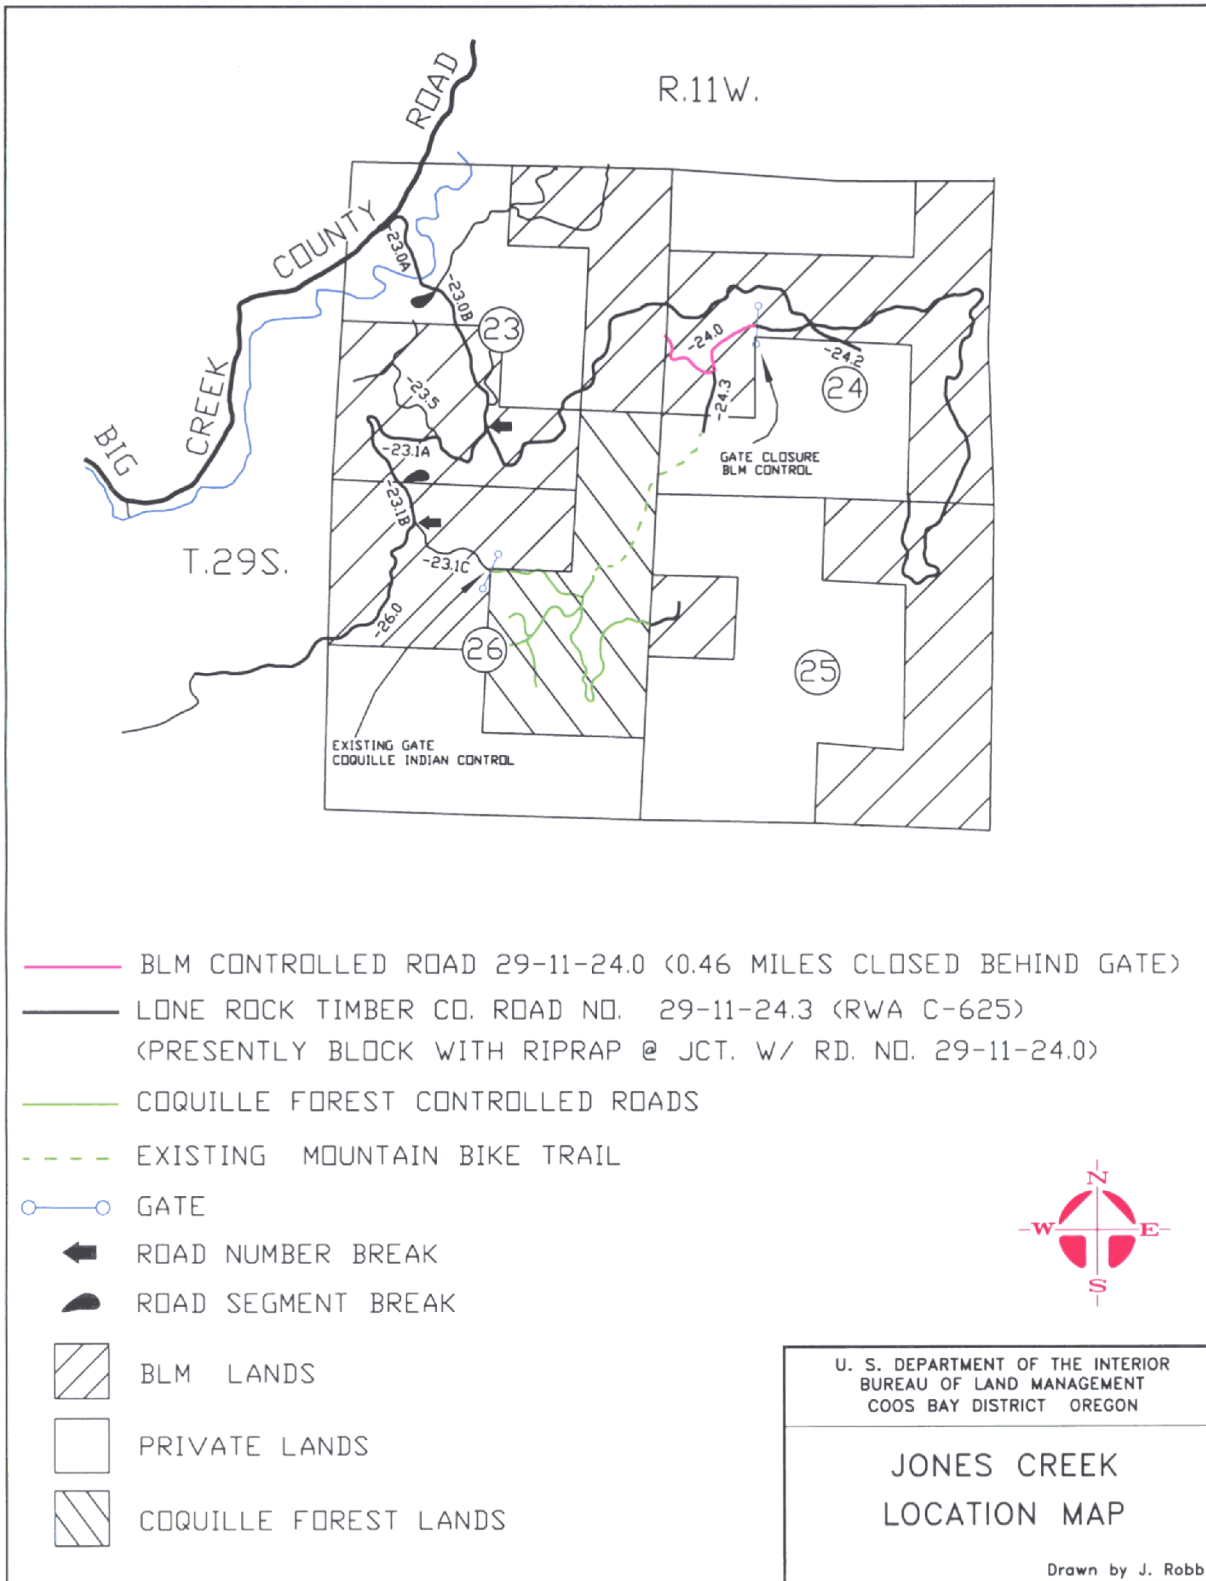 R.11W.
BIG CREEK COUNTY ROAD
-23.0A
-23.0B
23
-24.0
-24.2
24
-24.3
-23.5
-23.1A
GATE CLOSURE
BLM CONTROL
-23.1B
T.29S.
-23.1C
-26.0
26
25
EXISTING GATE
COQUILLE INDIAN CONTROL
BLM CONTROLLED ROAD 29-11-24.0 (0.46 MILES CLOSED BEHIND GATE)
LONE ROCK TIMBER CO. ROAD NO. 29-11-24.3 (RWA C-625)
(PRESENTLY BLOCK WITH RIPRAP @ JCT. W/ RD. NO. 29-11-24.0)
COQUILLE FOREST CONTROLLED ROADS
EXISTING MOUNTAIN BIKE TRAIL
GATE
ROAD NUMBER BREAK
ROAD SEGMENT BREAK
BLM LANDS
PRIVATE LANDS
COQUILLE FOREST LANDS
N
W E
S
U. S. DEPARTMENT OF THE INTERIOR
BUREAU OF LAND MANAGEMENT
COOS BAY DISTRICT OREGON
JONES CREEK
LOCATION MAP
Drawn by J. Robb